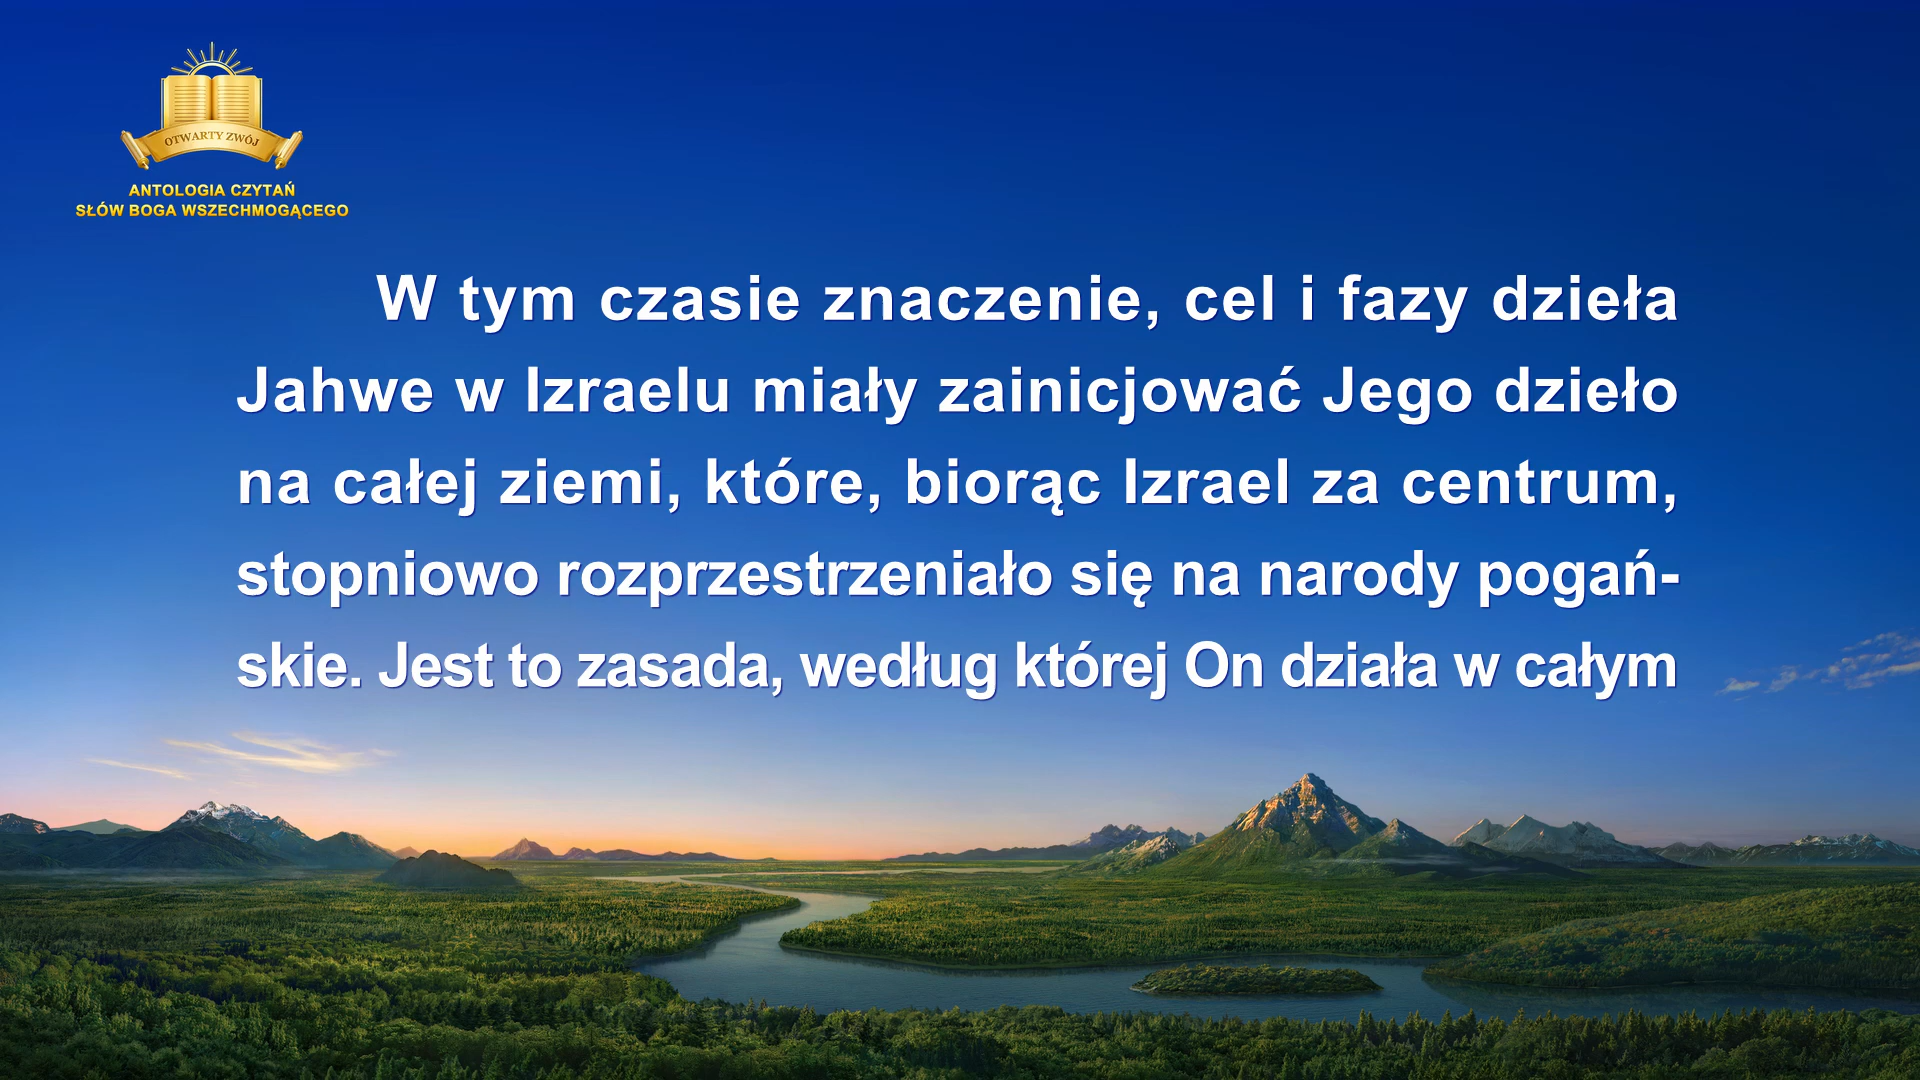 OTWARTY ZWÓJ
ANTOLOGIA CZYTAŃ
SŁÓW BOGA WSZECHMOGĄCEGO
W tym czasie znaczenie, cel i fazy dzieła
Jahwe w Izraelu miały zainicjować Jego dzieło
na całej ziemi, które, biorąc Izrael za centrum,
stopniowo rozprzestrzeniało się na narody pogań-
skie. Jest to zasada, według której On działa w całym